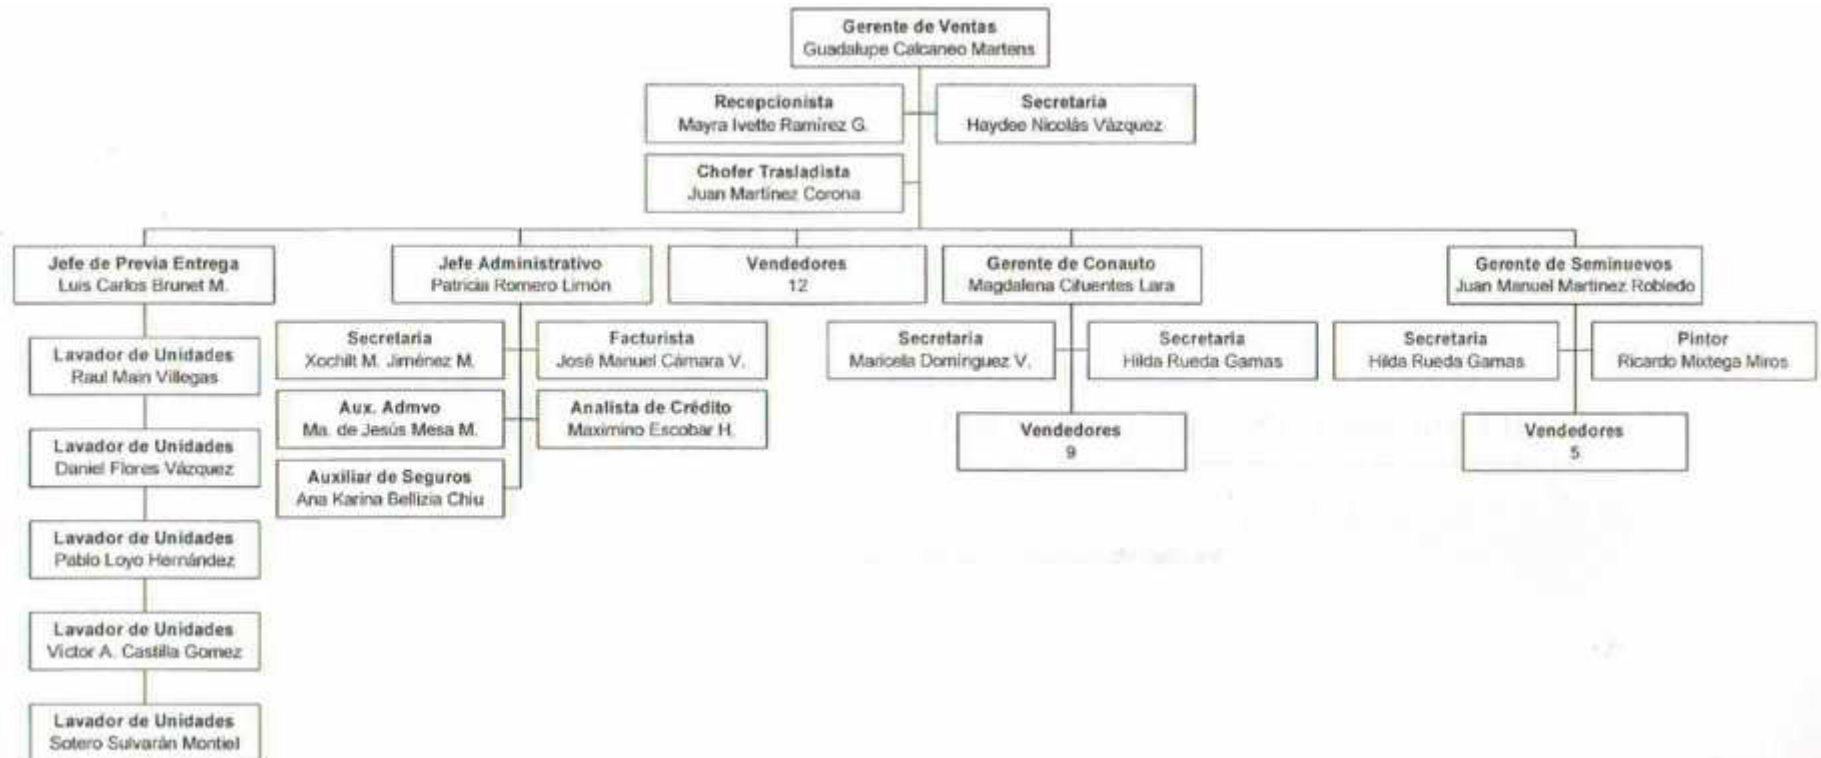 Gerente de Ventas
Guadalupe Calcaneo Martens
Recepcionista
Mayra Ivette Ramírez G.
Secretaria
Haydee Nicolás Vázquez
Chofer Trasladista
Juan Martínez Corona
Jefe de Previa Entrega
Luis Carlos Brunet M.
Jefe Administrativo
Patricia Romero Limón
Vendedores
12
Gerente de Conauto
Magdalena Cifuentes Lara
Gerente de Seminuevos
Juan Manuel Martinez Robledo
Lavador de Unidades
Raul Main Villegas
Lavador de Unidades
Daniel Flores Vázquez
Lavador de Unidades
Pablo Loyo Hernández
Lavador de Unidades
Victor A. Castilla Gomez
Lavador de Unidades
Sotero Sulvarán Montiel
Secretaria
Xochilt M. Jiménez M.
Facturista
José Manuel Cámara V.
Aux. Admvo
Ma. de Jesús Mesa M.
Analista de Crédito
Maximino Escobar H.
Auxiliar de Seguros
Ana Karina Bellizia Chiu
Secretaria
Maricela Domínguez V.
Secretaria
Hilda Rueda Gamas
Vendedores
9
Secretaria
Hilda Rueda Gamas
Pintor
Ricardo Mixtega Miros
Vendedores
5